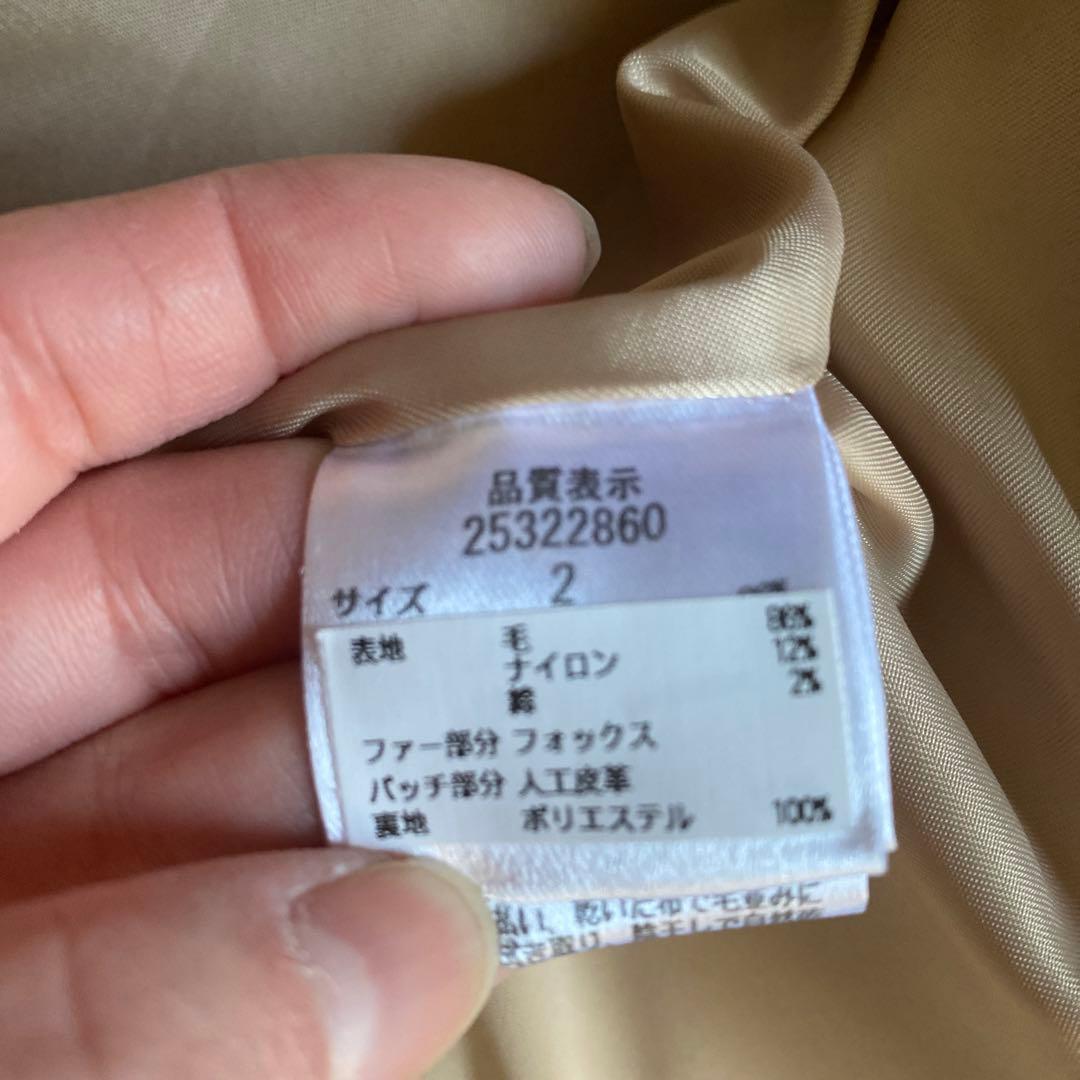 品質表示
25322860
サイズ 2
表地 毛 86%
ナイロン 12%
綿 2%
ファー部分 フォックス
パッチ部分 人工皮革
裏地 ポリエステル 100%